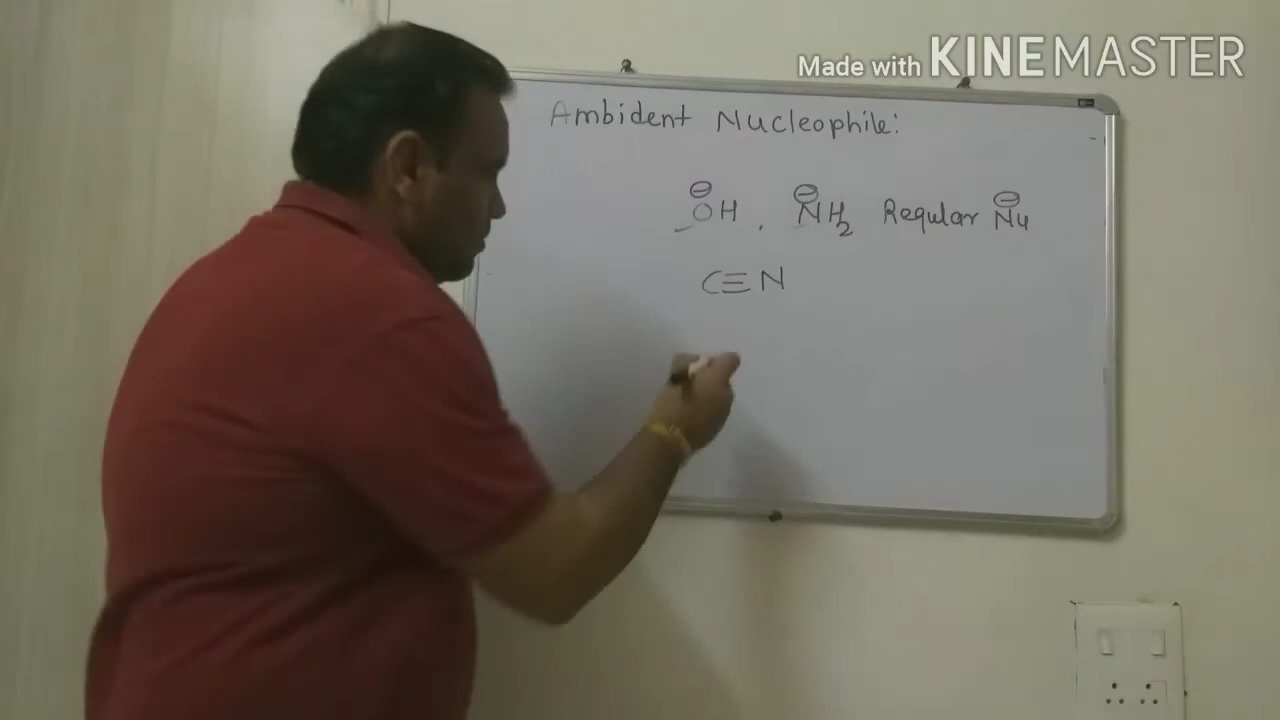 Made with KINEMASTER
Ambident Nucleophile:
⊖OH, ⊖NH₂ Regular ⊖Nu
C≡N